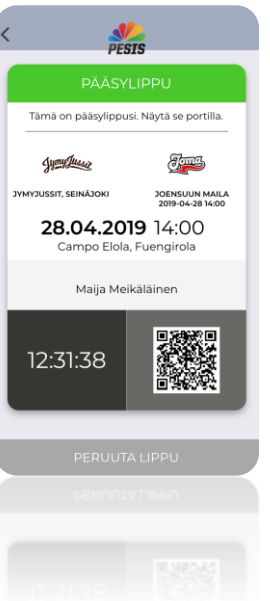 PESIS
PÄÄSYLIPPU
Tämä on pääsylippusi. Näytä se portilla.
JymyJussit
Joma
JYMYJUSSIT, SEINÄJOKI
JOENSUUN MAILA
2019-04-28 14:00
28.04.2019 14:00
Campo Elola, Fuengirola
Maija Meikäläinen
12:31:38
PERUUTA LIPPU